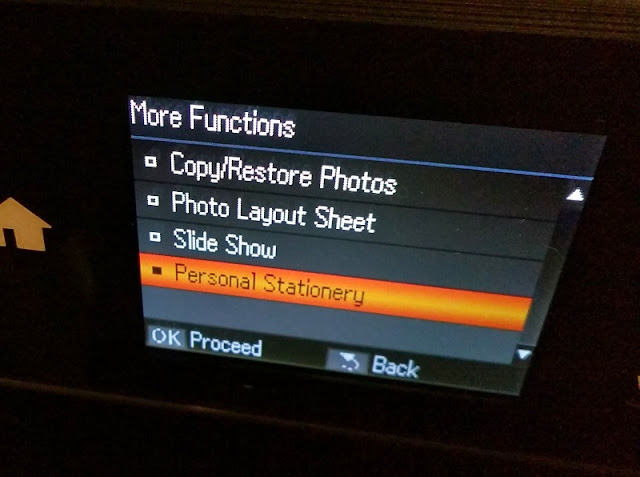 More Functions
Copy/Restore Photos
Photo Layout Sheet
Slide Show
Personal Stationery
OK Proceed
Back